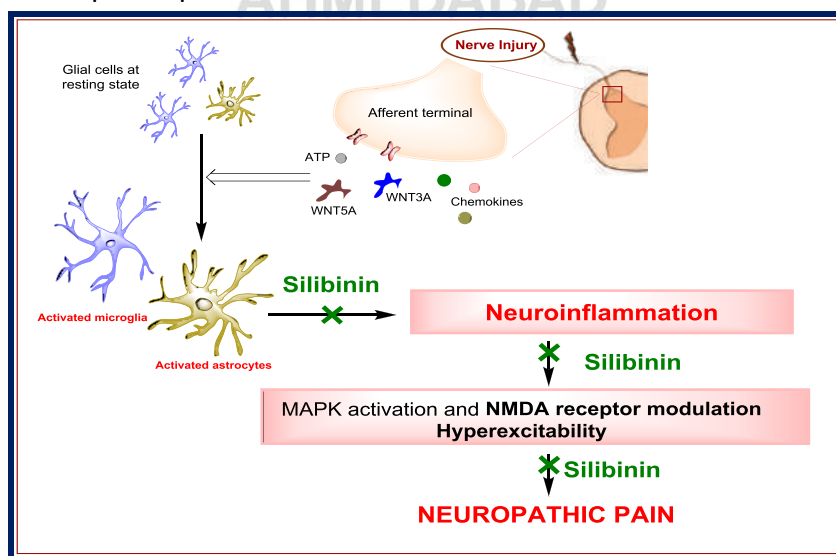 AHMEDABAD
Nerve Injury
Glial cells at
resting state
Afferent terminal
ATP
WNT5A
WNT3A
Chemokines
Activated microglia
Activated astrocytes
Silibinin
Neuroinflammation
Silibinin
MAPK activation and NMDA receptor modulation
Hyperexcitability
Silibinin
NEUROPATHIC PAIN